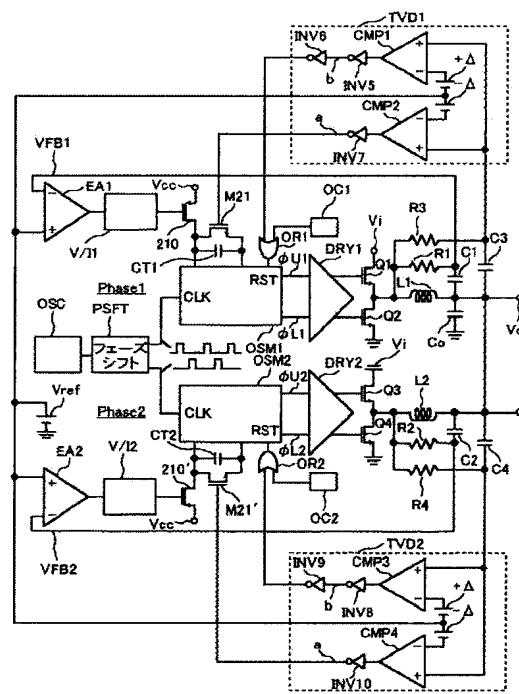 TVD1
INV6
CMP1
+
−
b
INV5
+Δ
−Δ
CMP2
+
−
a
INV7
VFB1
EA1
−
+
V/I1
Vcc
210
M21
CT1
OC1
OR1
Vi
R3
R1
C1
C3
L1
DRY1
Q1
Q2
RST
φU1
φL1
CLK
Phase1
PSFT
OSC
フェーズ
シフト
OSM1
OSM2
Co
Vo
Vi
DRY2
φU2
φL2
Q3
Q4
L2
R2
C2
R4
C4
CLK
RST
Phase2
Vref
CT2
EA2
+
−
V/I2
210'
Vcc
M21'
OR2
OC2
VFB2
TVD2
INV9
CMP3
+
−
b
INV8
+Δ
−Δ
CMP4
−
+
a
INV10